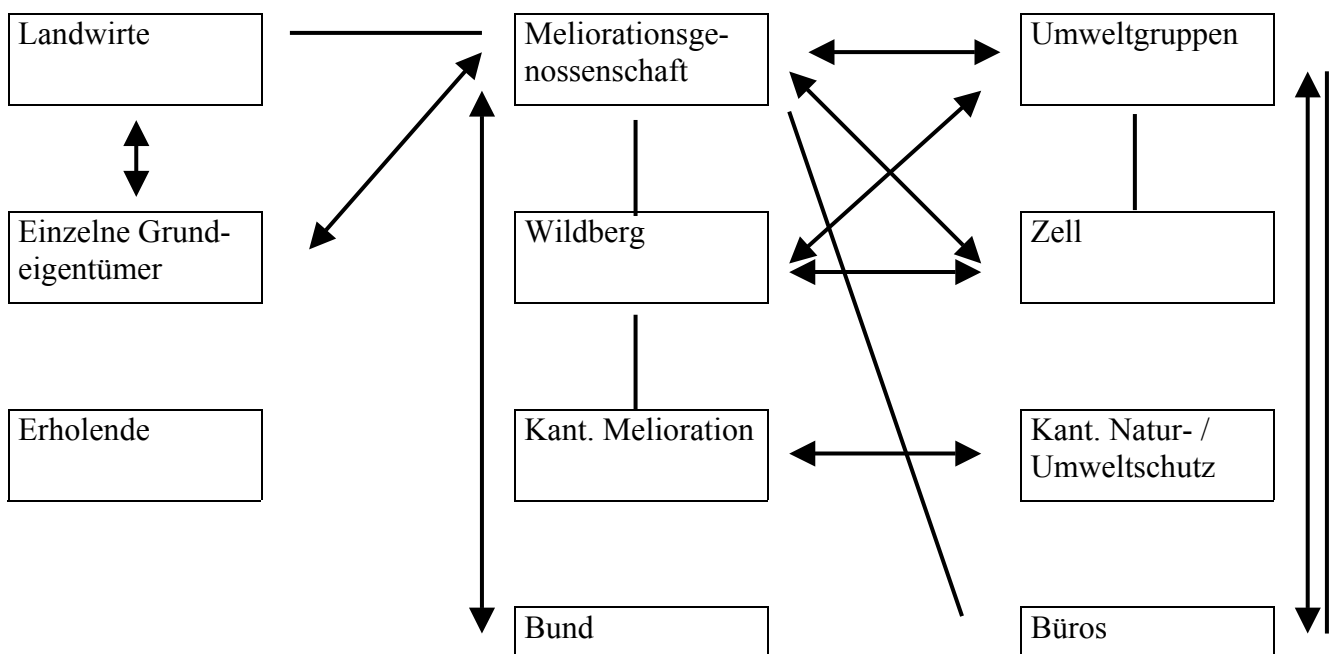 Landwirte
Meliorationsge-
nossenschaft
Umweltgruppen
Einzelne Grund-
eigentümer
Wildberg
Zell
Erholende
Kant. Melioration
Kant. Natur- /
Umweltschutz
Bund
Büros